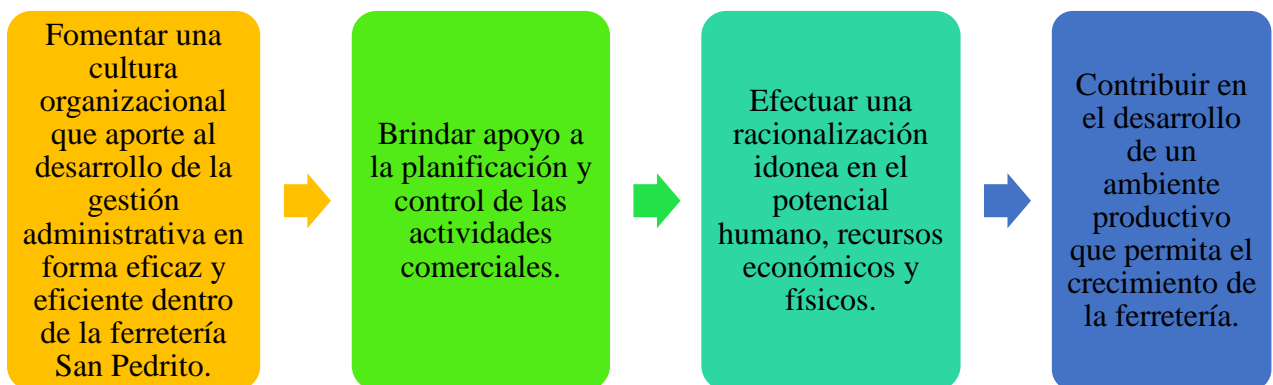 Fomentar una
cultura
organizacional
que aporte al
desarrollo de la
gestión
administrativa en
forma eficaz y
eficiente dentro
de la ferretería
San Pedrito.
Brindar apoyo a
la planificación y
control de las
actividades
comerciales.
Efectuar una
racionalización
idonea en el
potencial
humano, recursos
económicos y
físicos.
Contribuir en
el desarrollo
de un
ambiente
productivo
que permita el
crecimiento de
la ferretería.